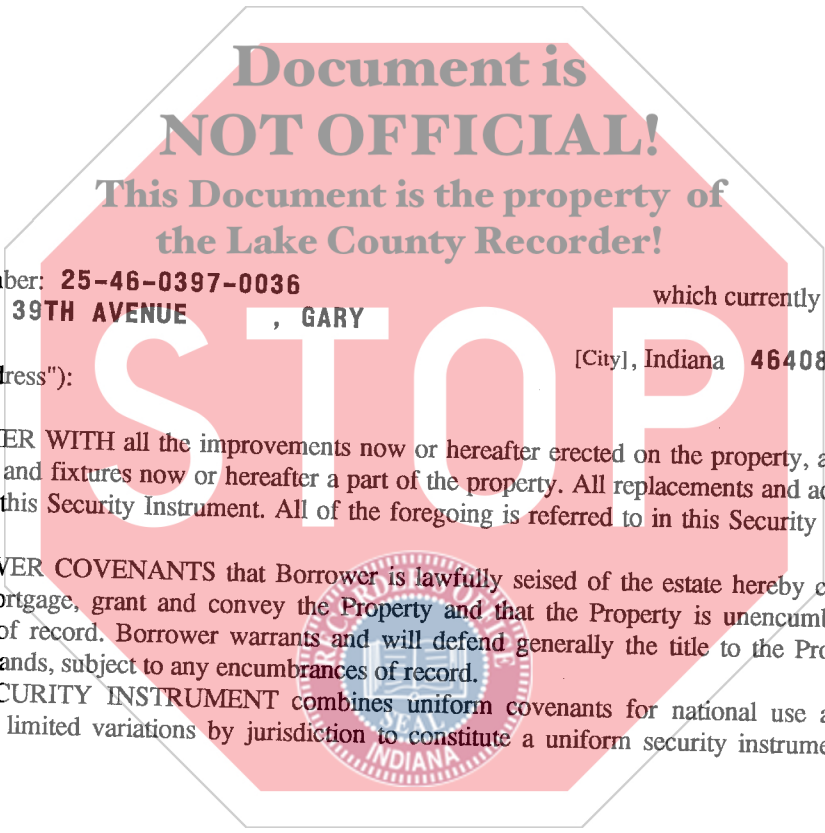 Document is
NOT OFFICIAL!
This Document is the property of
the Lake County Recorder!
ber: 25-46-0397-0036
which currently
39TH AVENUE , GARY
[City], Indiana 46408
dress"):
STOP
ER WITH all the improvements now or hereafter erected on the property, a
and fixtures now or hereafter a part of the property. All replacements and ad
this Security Instrument. All of the foregoing is referred to in this Security
VER COVENANTS that Borrower is lawfully seised of the estate hereby c
ortgage, grant and convey the Property and that the Property is unencumb
of record. Borrower warrants and will defend generally the title to the Pro
ands, subject to any encumbrances of record.
CURITY INSTRUMENT combines uniform covenants for national use a
limited variations by jurisdiction to constitute a uniform security instrume
RECORDER'S OFFICE
SEAL
INDIANA